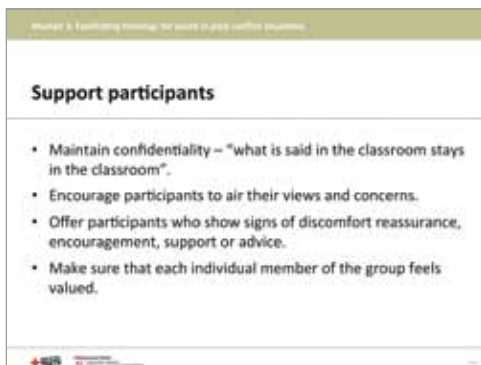 Support participants
• Maintain confidentiality – "what is said in the classroom stays
in the classroom".
• Encourage participants to air their views and concerns.
• Offer participants who show signs of discomfort reassurance,
encouragement, support or advice.
• Make sure that each individual member of the group feels
valued.